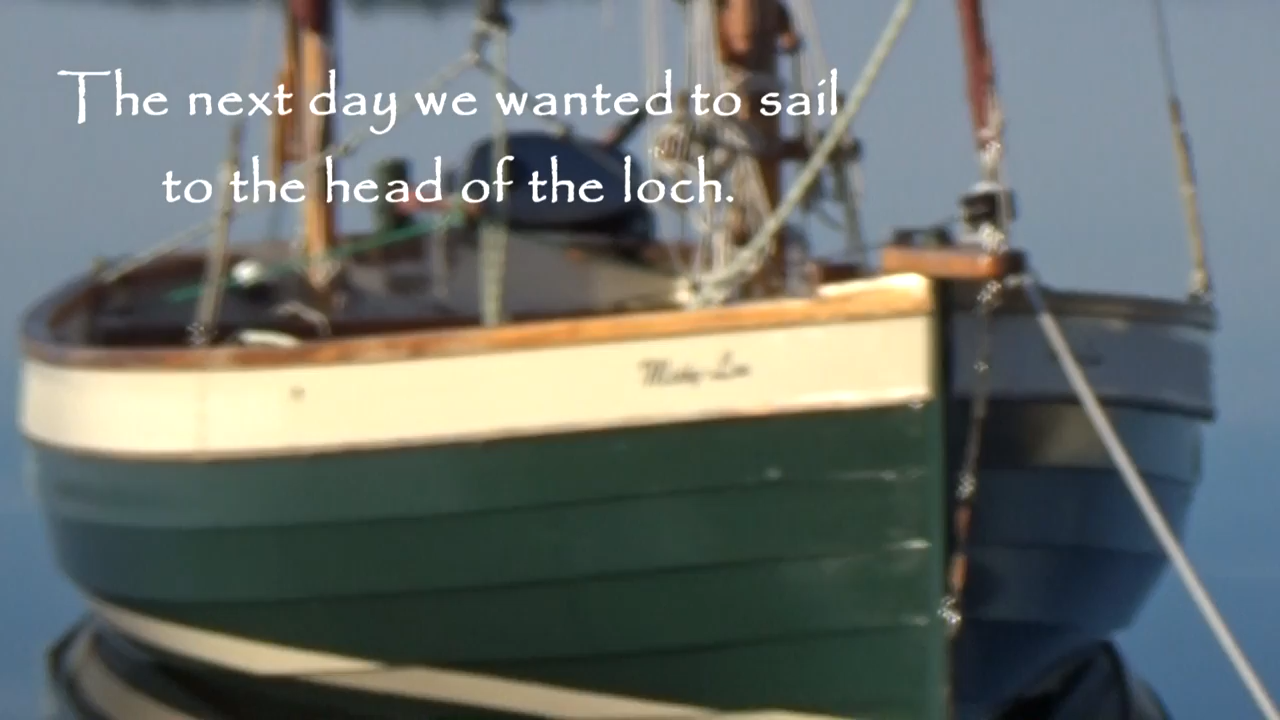 The next day we wanted to sail
to the head of the loch.